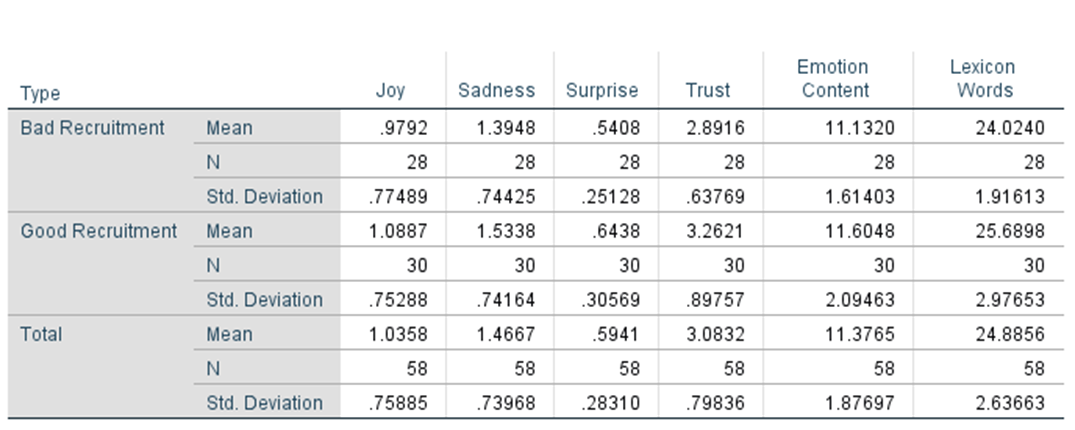 Type Joy Sadness Surprise Trust Emotion Content Lexicon Words
Bad Recruitment Mean .9792 1.3948 .5408 2.8916 11.1320 24.0240
N 28 28 28 28 28 28
Std. Deviation .77489 .74425 .25128 .63769 1.61403 1.91613
Good Recruitment Mean 1.0887 1.5338 .6438 3.2621 11.6048 25.6898
N 30 30 30 30 30 30
Std. Deviation .75288 .74164 .30569 .89757 2.09463 2.97653
Total Mean 1.0358 1.4667 .5941 3.0832 11.3765 24.8856
N 58 58 58 58 58 58
Std. Deviation .75885 .73968 .28310 .79836 1.87697 2.63663